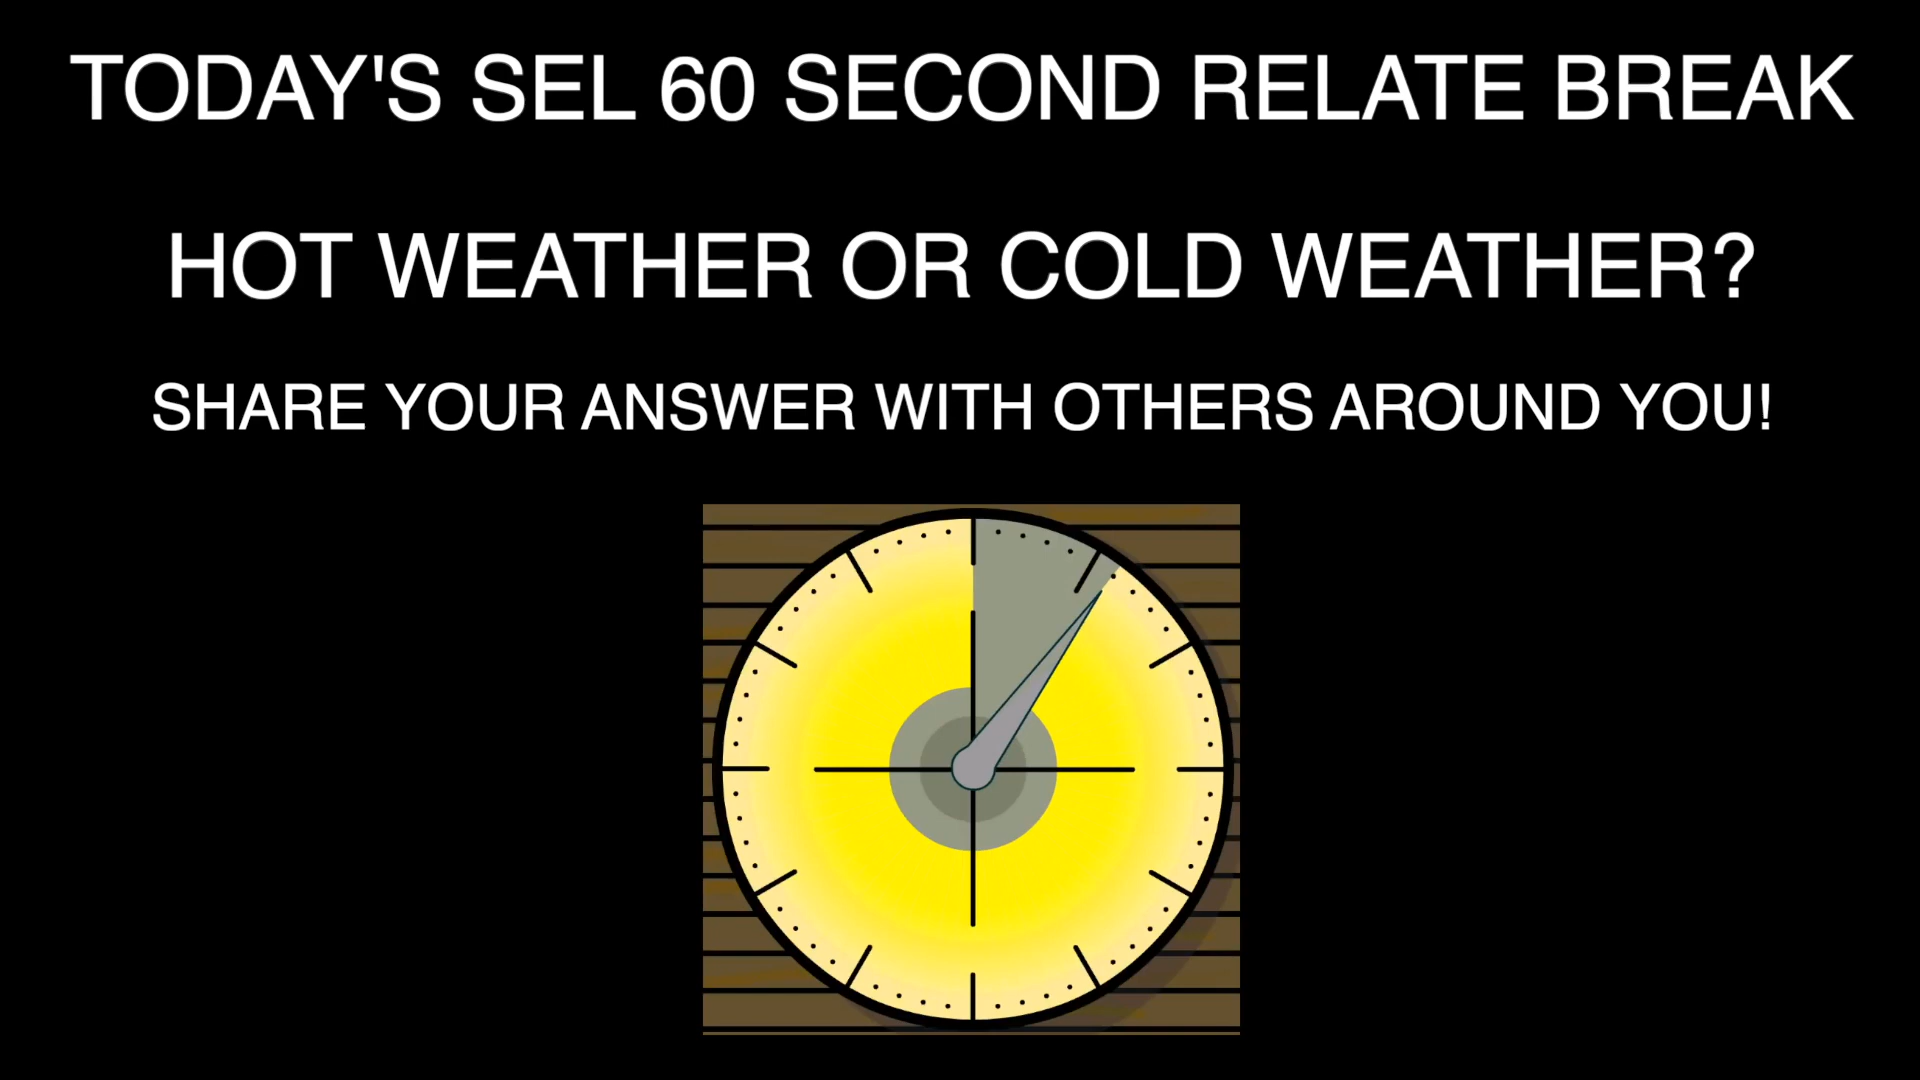 TODAY'S SEL 60 SECOND RELATE BREAK
HOT WEATHER OR COLD WEATHER?
SHARE YOUR ANSWER WITH OTHERS AROUND YOU!